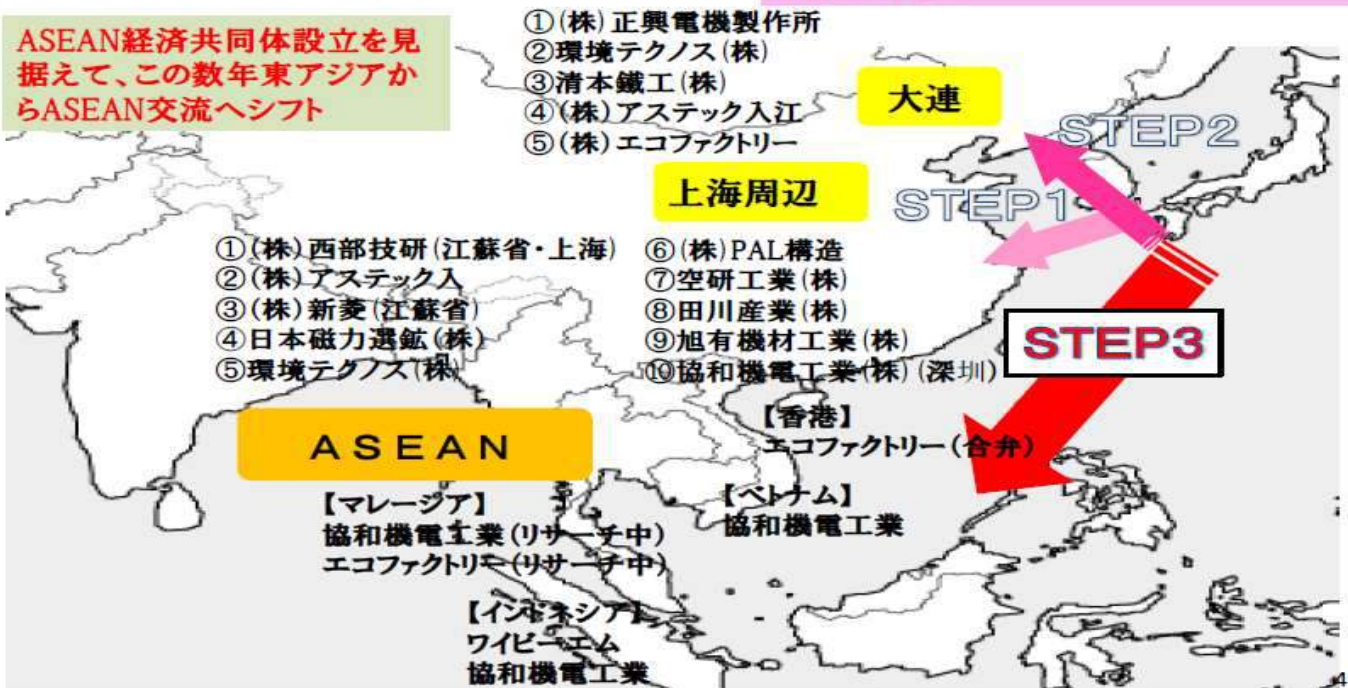 ASEAN経済共同体設立を見
据えて、この数年東アジアか
らASEAN交流へシフト
①(株)正興電機製作所
②環境テクノス(株)
③清本鐵工(株)
④(株)アステック入江
⑤(株)エコファクトリー
大連
STEP2
上海周辺
STEP1
①(株)西部技研(江蘇省・上海)
②(株)アステック入
③(株)新菱(江蘇省)
④日本磁力選鉱(株)
⑤環境テクノス(株)
⑥(株)PAL構造
⑦空研工業(株)
⑧田川産業(株)
⑨旭有機材工業(株)
⑩協和機電工業(株)(深圳)
STEP3
【香港】
エコファクトリー(合弁)
ASEAN
【マレージア】
協和機電工業(リサーチ中)
エコファクトリー(リサーチ中)
【ベトナム】
協和機電工業
【インドネシア】
ワイビーエム
協和機電工業
4